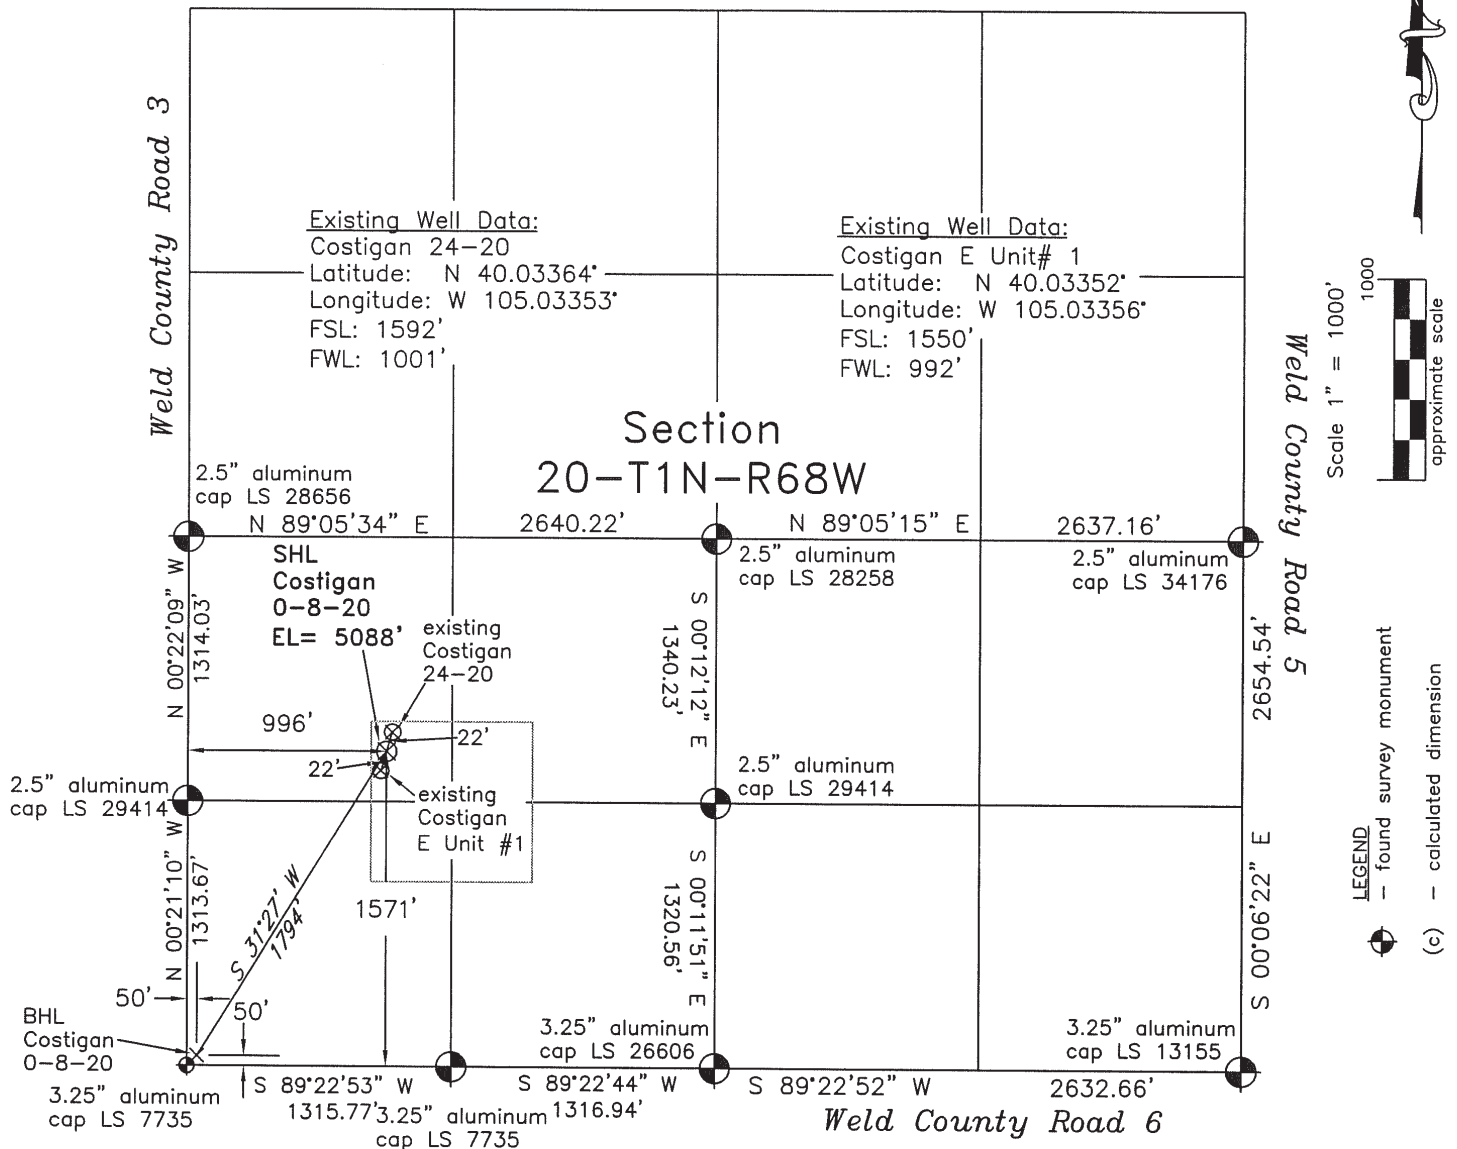 Weld County Road 3
Existing Well Data:
Costigan 24-20
Latitude: N 40.03364°
Longitude: W 105.03353°
FSL: 1592'
FWL: 1001'
Existing Well Data:
Costigan E Unit# 1
Latitude: N 40.03352°
Longitude: W 105.03356°
FSL: 1550'
FWL: 992'
Weld County Road 5
Scale 1" = 1000'
1000
approximate scale
Section
20-T1N-R68W
2.5" aluminum
cap LS 28656
N 89°05'34" E
2640.22'
N 89°05'15" E
2637.16'
2.5" aluminum
cap LS 28258
2.5" aluminum
cap LS 34176
SHL
Costigan
0-8-20
EL= 5088'
existing
Costigan
24-20
N 00°22'09" W
1314.03'
S 00°12'12" E
1340.23'
2654.54'
996'
22'
22'
2.5" aluminum
cap LS 29414
2.5" aluminum
cap LS 29414
existing
Costigan
E Unit #1
N 00°21'10" W
1313.67'
S 31°27' W
1794'
1571'
S 00°11'51" E
1320.56'
S 00°06'22" E
LEGEND
- found survey monument
(c) - calculated dimension
50'
50'
BHL
Costigan
0-8-20
3.25" aluminum
cap LS 26606
3.25" aluminum
cap LS 13155
3.25" aluminum
cap LS 7735
S 89°22'53" W
1315.77'
3.25" aluminum
cap LS 7735
S 89°22'44" W
1316.94'
S 89°22'52" W
2632.66'
Weld County Road 6